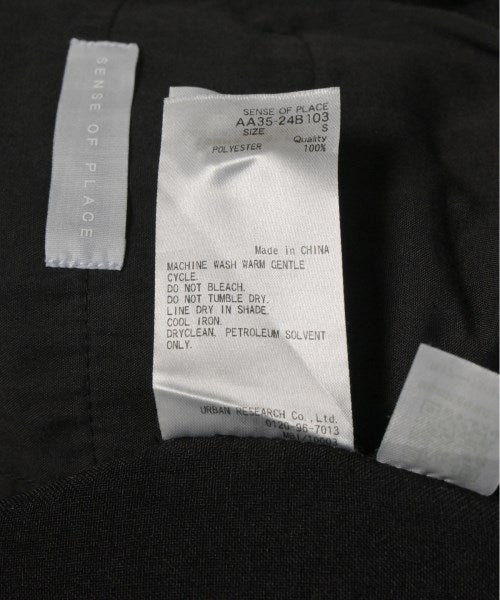 SENSE OF PLACE
SENSE OF PLACE
AA35-24B103
SIZE S
Quality
POLYESTER 100%
Made in CHINA
MACHINE WASH WARM GENTLE
CYCLE.
DO NOT BLEACH.
DO NOT TUMBLE DRY.
LINE DRY IN SHADE.
COOL IRON.
DRYCLEAN, PETROLEUM SOLVENT
ONLY.
URBAN RESEARCH Co.,Ltd.
0120-96-7013